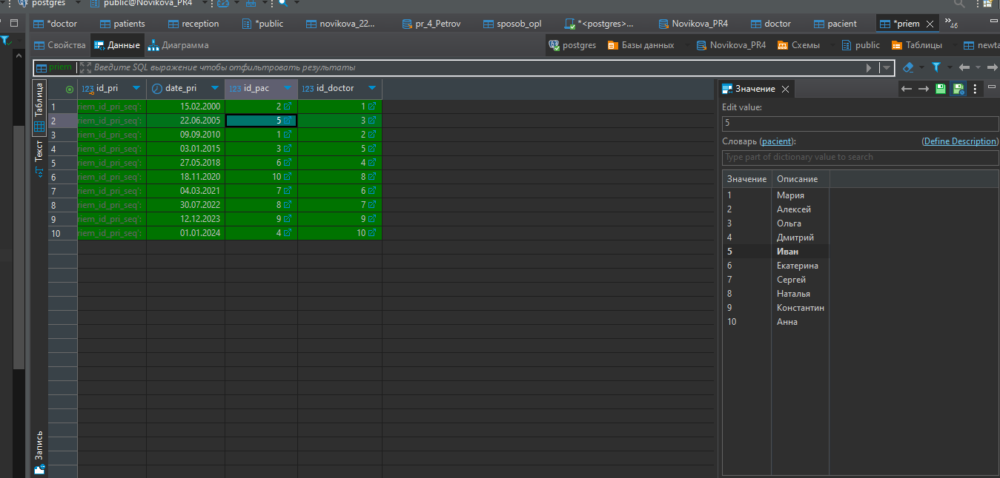 postgres public@Novikova_PR4
*doctor patients reception *public novikova_22... pr_4_Petrov sposob_opl *<postgres>... Novikova_PR4 doctor pacient *priem 46
Свойства Данные Диаграмма postgres Базы данных Novikova_PR4 Схемы public Таблицы newta
priem Введите SQL выражение чтобы отфильтровать результаты
Таблица
Текст
Запись
123 id_pri date_pri 123 id_pac 123 id_doctor
1 riem_id_pri_seq': 15.02.2000 2 1
2 riem_id_pri_seq': 22.06.2005 5 3
3 riem_id_pri_seq': 09.09.2010 1 2
4 riem_id_pri_seq': 03.01.2015 3 5
5 riem_id_pri_seq': 27.05.2018 6 4
6 riem_id_pri_seq': 18.11.2020 10 8
7 riem_id_pri_seq': 04.03.2021 7 6
8 riem_id_pri_seq': 30.07.2022 8 7
9 riem_id_pri_seq': 12.12.2023 9 9
10 riem_id_pri_seq': 01.01.2024 4 10
Значение
Edit value:
5
Словарь (pacient): (Define Description)
Type part of dictionary value to search
Значение Описание
1 Мария
2 Алексей
3 Ольга
4 Дмитрий
5 Иван
6 Екатерина
7 Сергей
8 Наталья
9 Константин
10 Анна